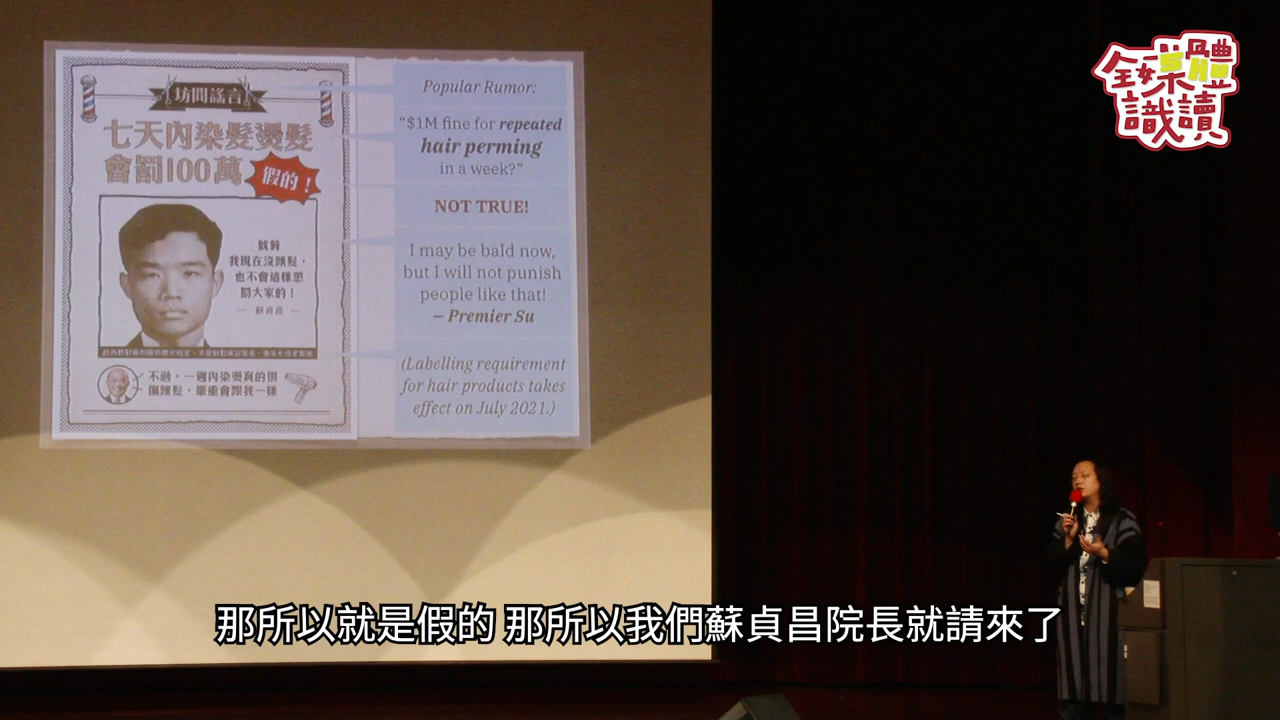 坊間謠言
七天內染髮燙髮
會罰100萬
假的！
就算
我現在沒頭髮，
也不會這樣懲
罰大家的！
— 蘇貞昌 —
不過，一週內染燙真的很
傷頭髮，嚴重會跟我一樣
Popular Rumor:
“$1M fine for repeated
hair perming
in a week?”
NOT TRUE!
I may be bald now,
but I will not punish
people like that!
– Premier Su
(Labelling requirement
for hair products takes
effect on July 2021.)
全媒體
識讀
那所以就是假的 那所以我們蘇貞昌院長就請來了